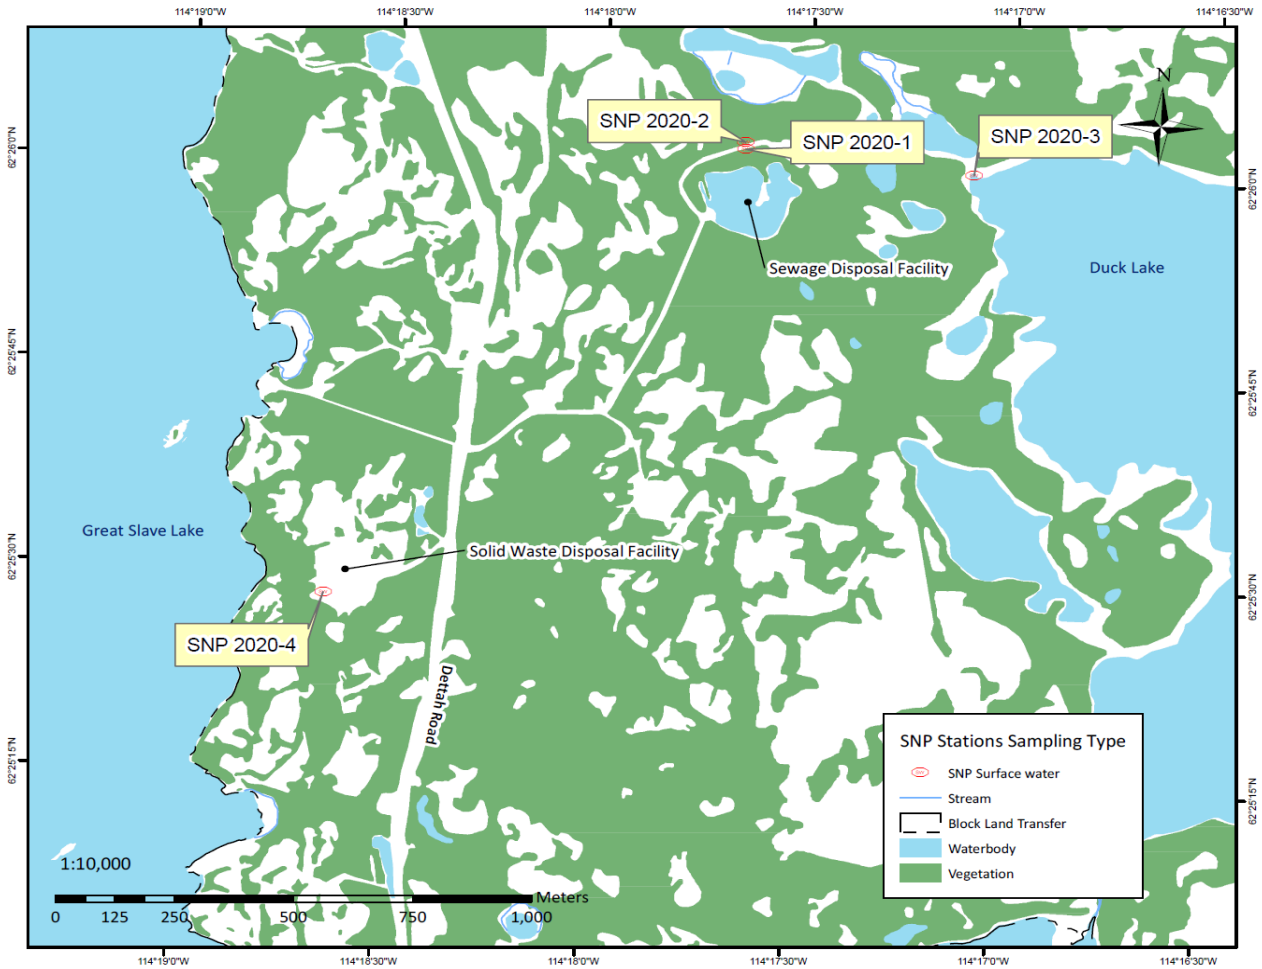 114°19'0"W
114°18'30"W
114°18'0"W
114°17'30"W
114°17'0"W
114°16'30"W
N
SNP 2020-2
SNP 2020-1
SNP 2020-3
62°26'0"N
62°26'0"N
Sewage Disposal Facility
Duck Lake
62°25'45"N
62°25'45"N
Great Slave Lake
Solid Waste Disposal Facility
62°25'30"N
62°25'30"N
SNP 2020-4
Dettah Road
SNP Stations Sampling Type
SNP Surface water
Stream
Block Land Transfer
Waterbody
Vegetation
62°25'15"N
62°25'15"N
1:10,000
Meters
0 125 250 500 750 1,000
114°19'0"W
114°18'30"W
114°18'0"W
114°17'30"W
114°17'0"W
114°16'30"W